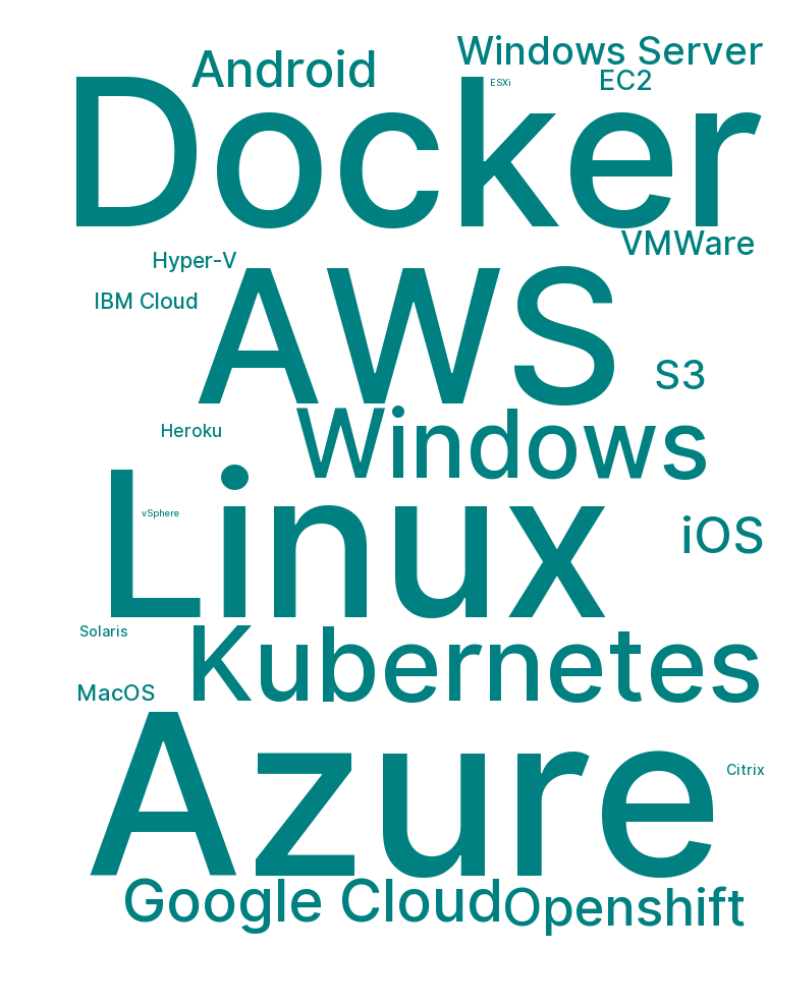 Windows Server
Android
EC2
ESXi
Docker
VMWare
Hyper-V
IBM Cloud
AWS
S3
Heroku
Windows
vSphere
Linux
iOS
Solaris
Kubernetes
MacOS
Azure
Citrix
Google Cloud
Openshift